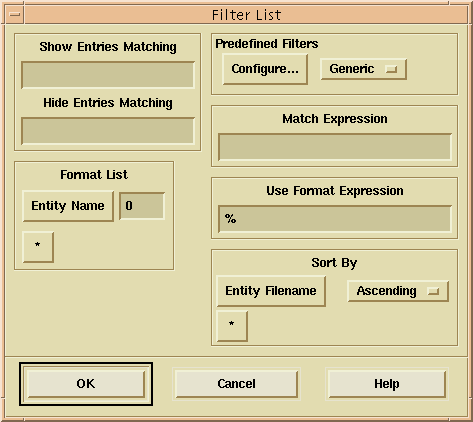 Filter List
Show Entries Matching
Hide Entries Matching
Format List
Entity Name 0
*
Predefined Filters
Configure... Generic
Match Expression
Use Format Expression
%
Sort By
Entity Filename Ascending
*
OK Cancel Help